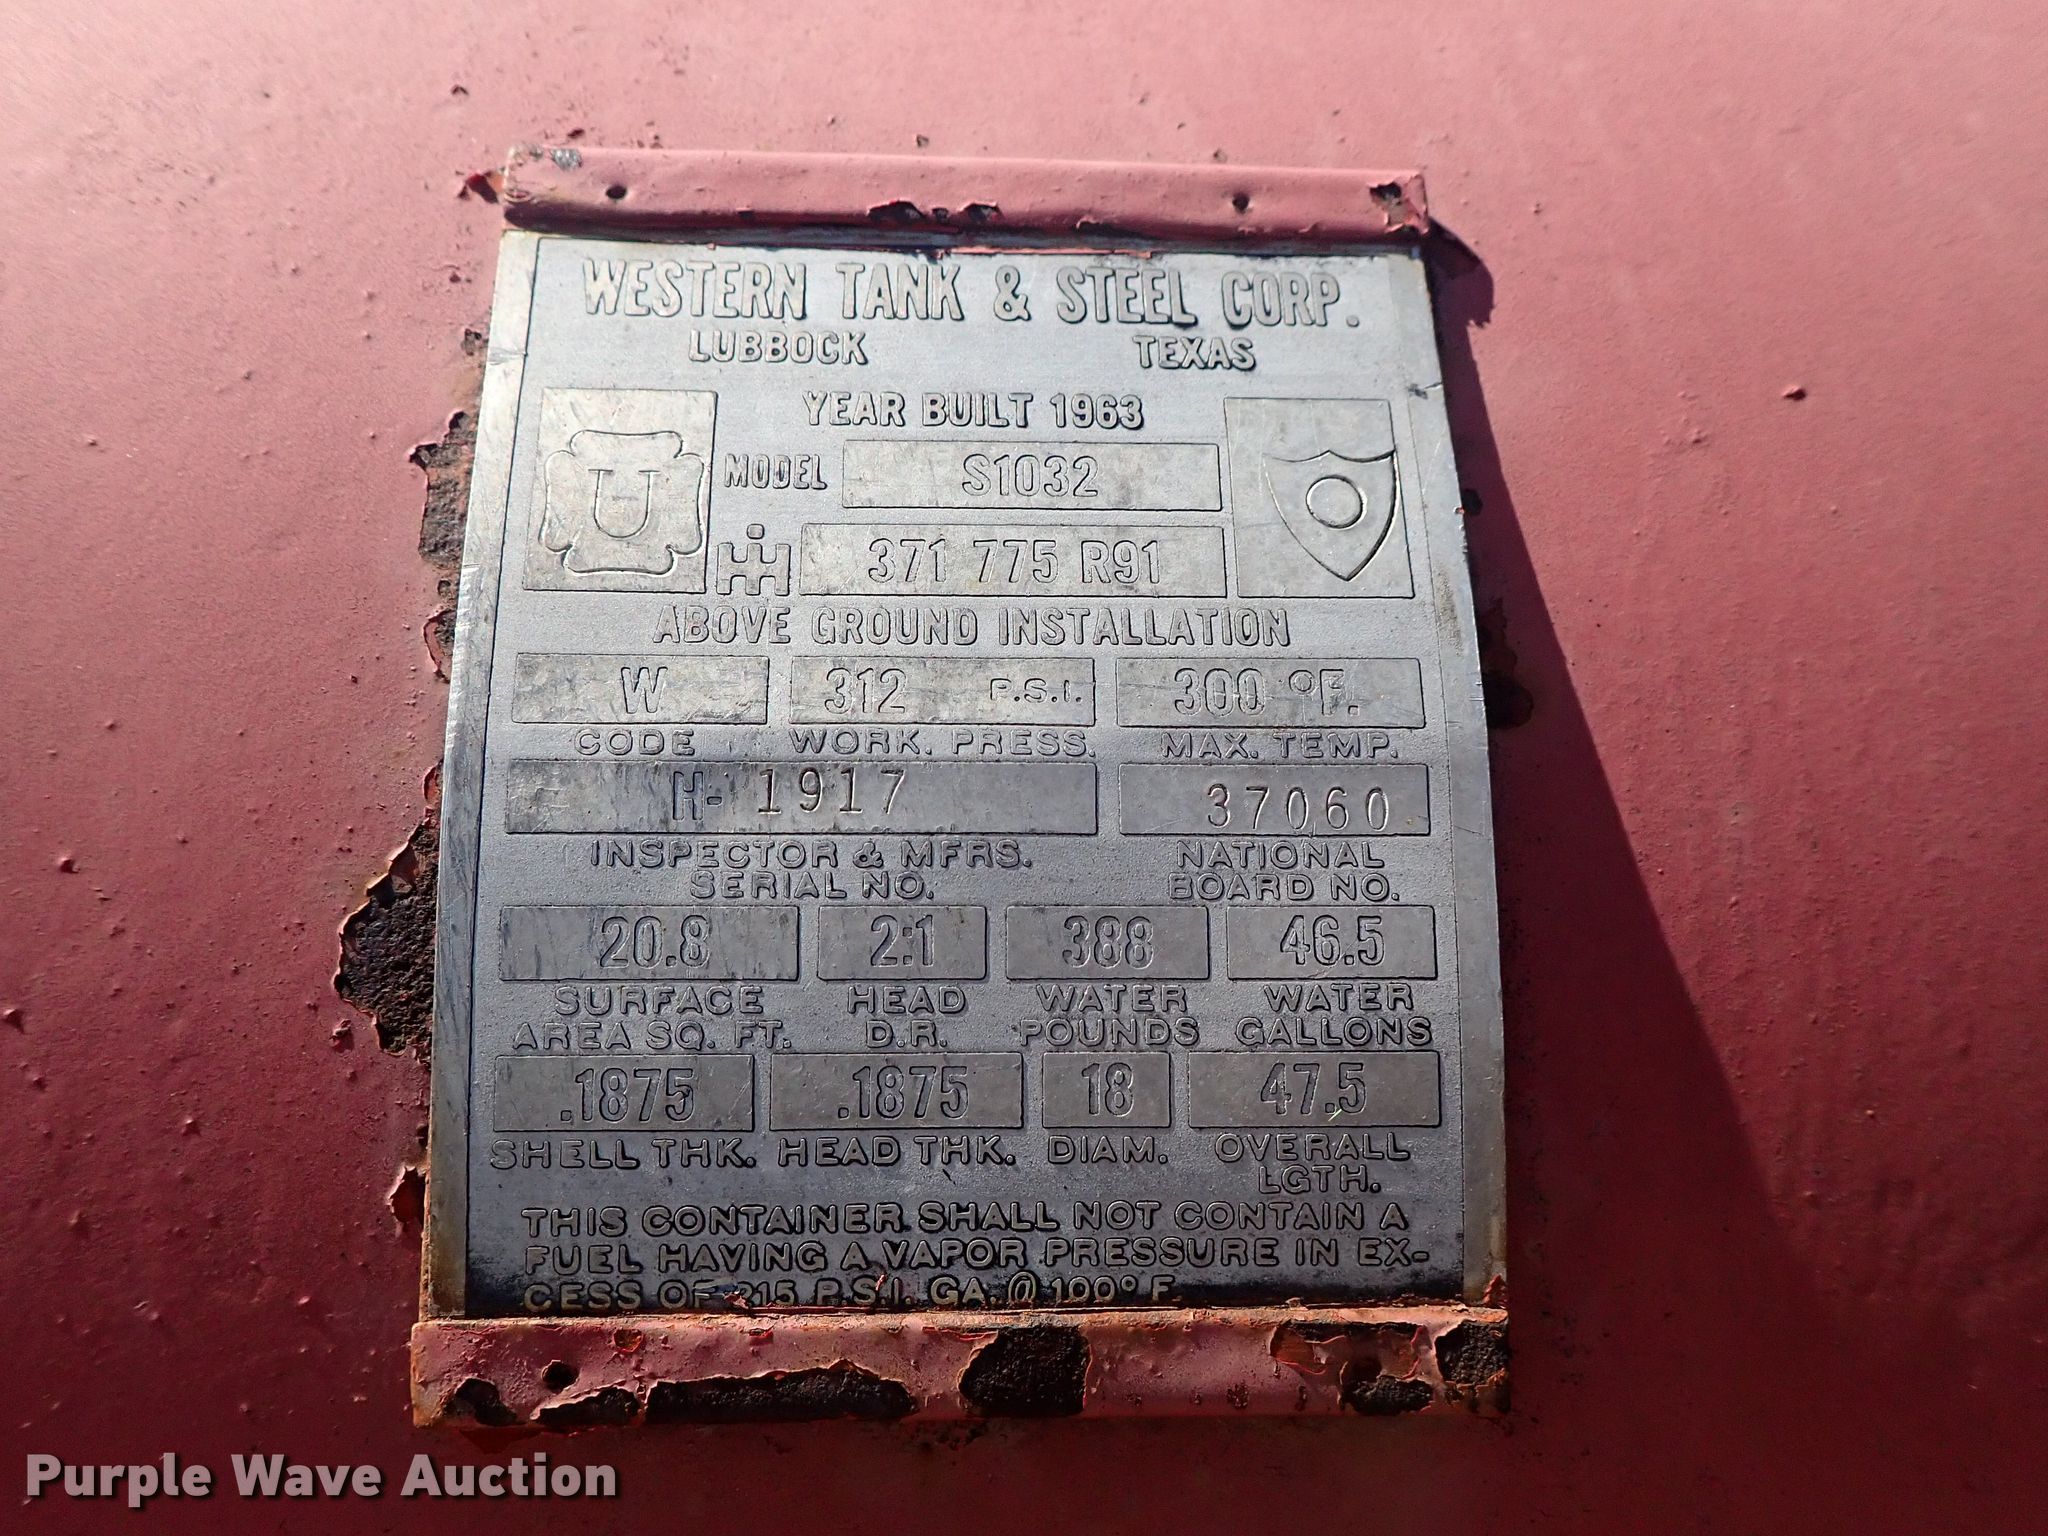 WESTERN TANK & STEEL CORP.
LUBBOCK TEXAS
YEAR BUILT 1963
U
MODEL S1032
IH 371 775 R91
ABOVE GROUND INSTALLATION
W 312 P.S.I. 300 °F.
CODE WORK. PRESS. MAX. TEMP.
H- 1917 37060
INSPECTOR & MFRS. NATIONAL
SERIAL NO. BOARD NO.
20.8 2:1 388 46.5
SURFACE HEAD WATER WATER
AREA SQ. FT. D.R. POUNDS GALLONS
.1875 .1875 18 47.5
SHELL THK. HEAD THK. DIAM. OVERALL
LGTH.
THIS CONTAINER SHALL NOT CONTAIN A
FUEL HAVING A VAPOR PRESSURE IN EX-
CESS OF 215 P.S.I. GA. @ 100° F.
Purple Wave Auction